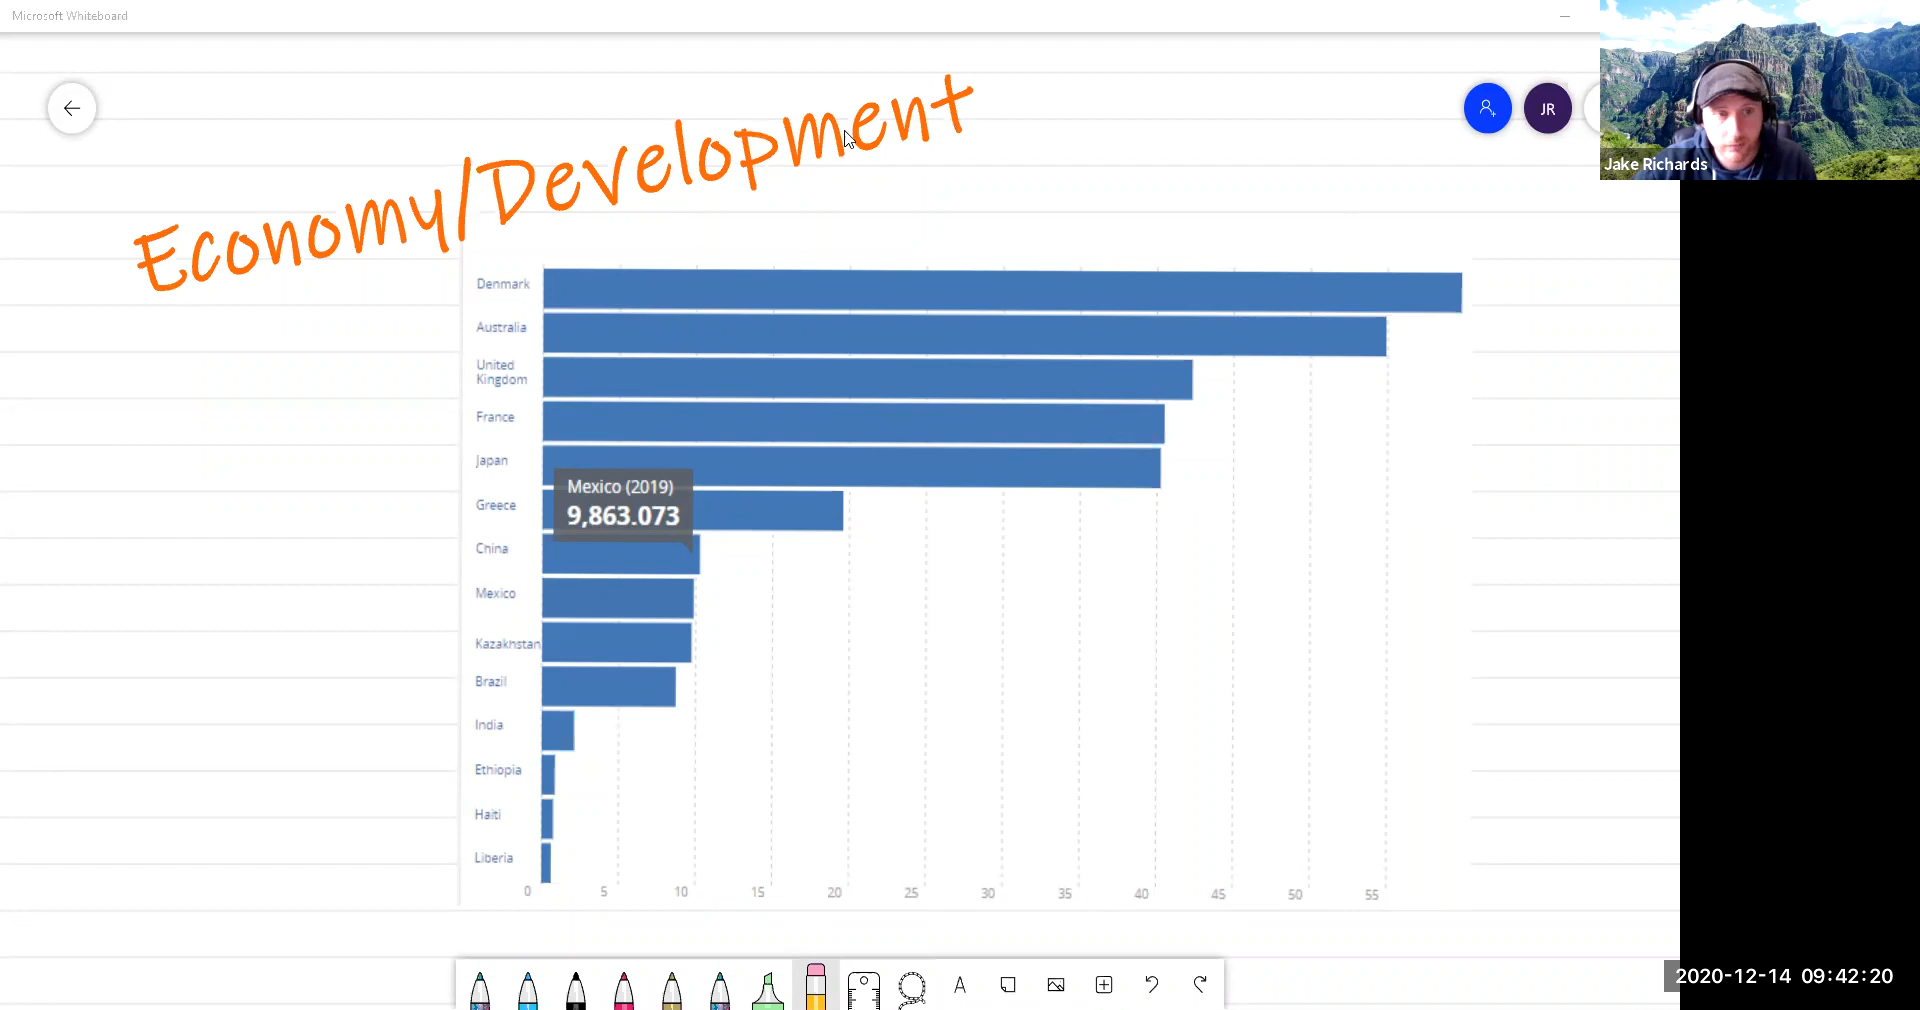 Microsoft Whiteboard
Economy/Development
JR
Jake Richards
Denmark
Australia
United
Kingdom
France
Japan
Mexico (2019)
9,863.073
Greece
China
Mexico
Kazakhstan
Brazil
India
Ethiopia
Haiti
Liberia
0 5 10 15 20 25 30 35 40 45 50 55
A
2020-12-14 09:42:20